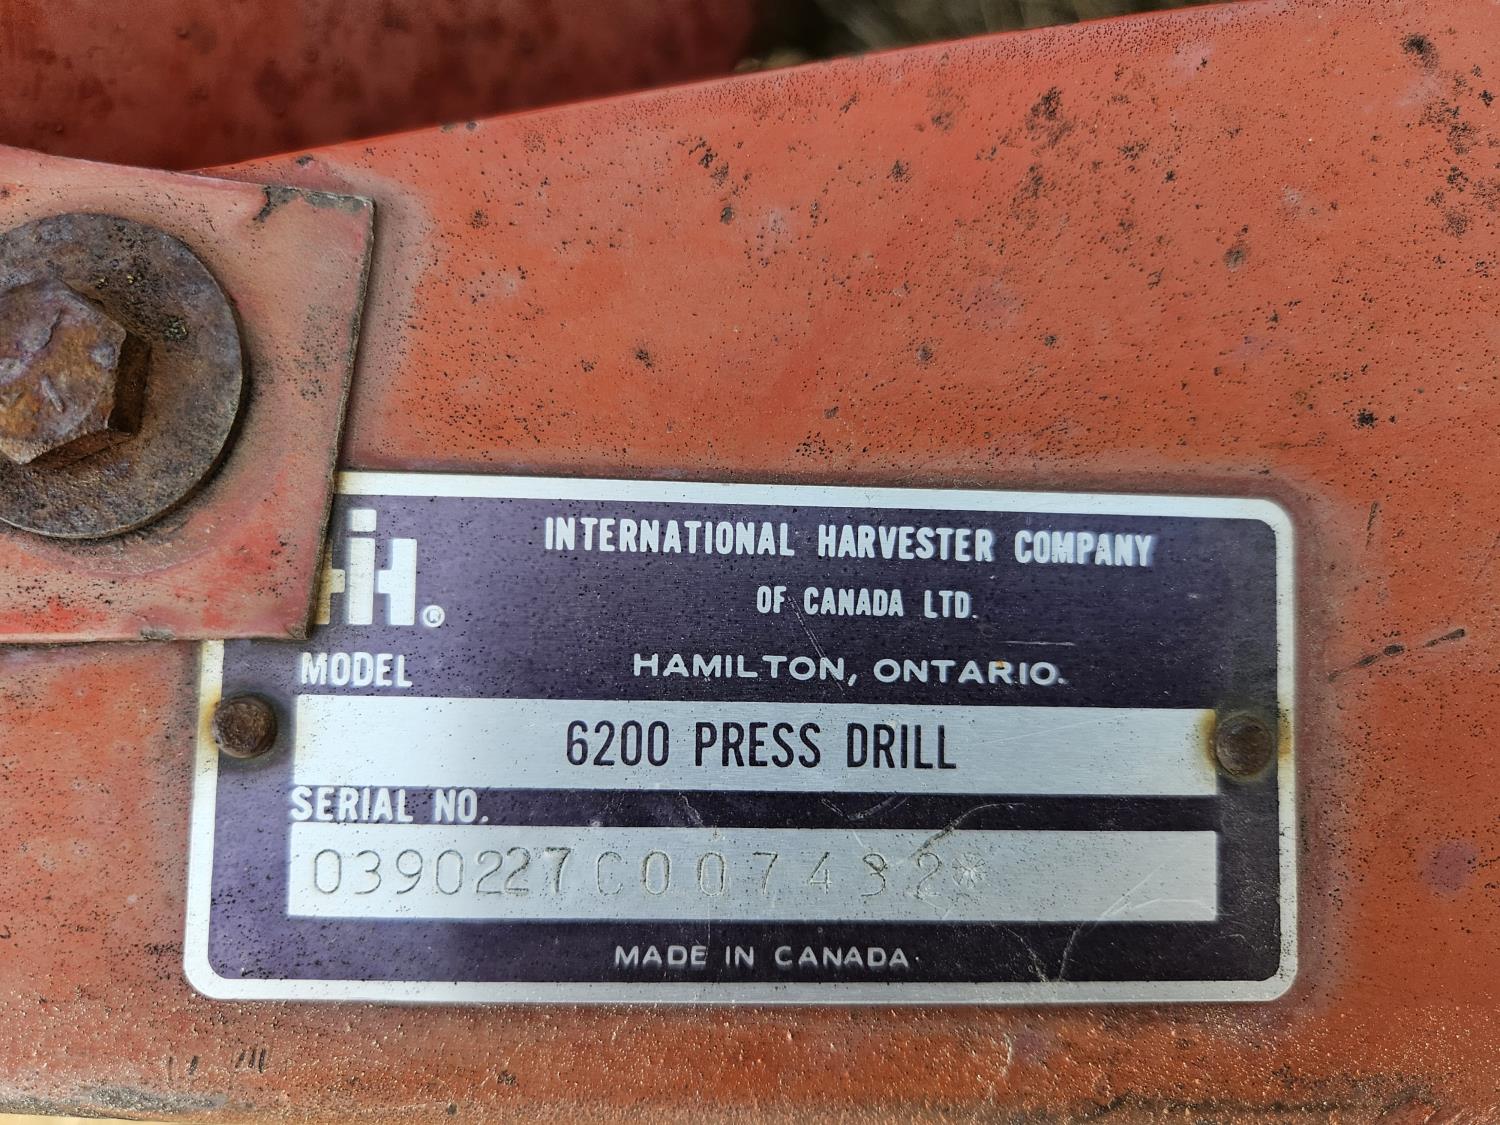 INTERNATIONAL HARVESTER COMPANY
OF CANADA LTD.
IH®
MODEL
HAMILTON, ONTARIO.
6200 PRESS DRILL
SERIAL NO.
0390227C007432*
MADE IN CANADA